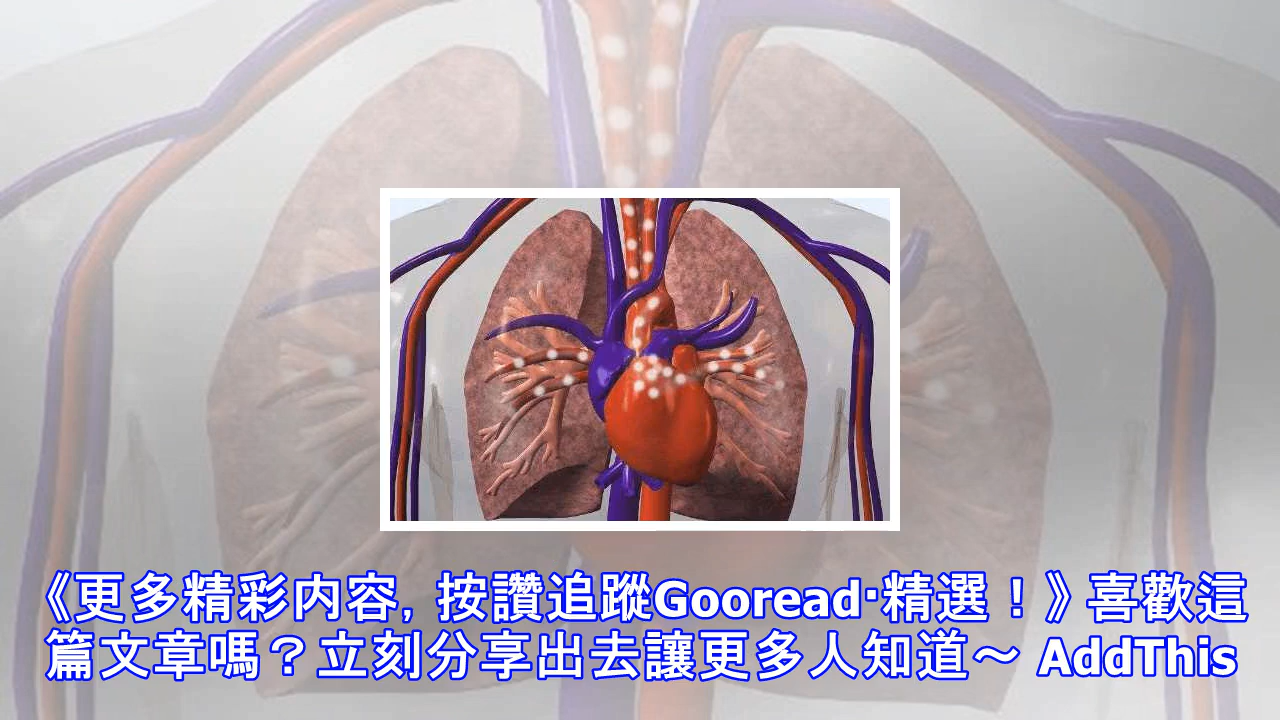 《更多精彩内容, 按讚追蹤Gooread·精選！》喜歡這
篇文章嗎？立刻分享出去讓更多人知道～ AddThis